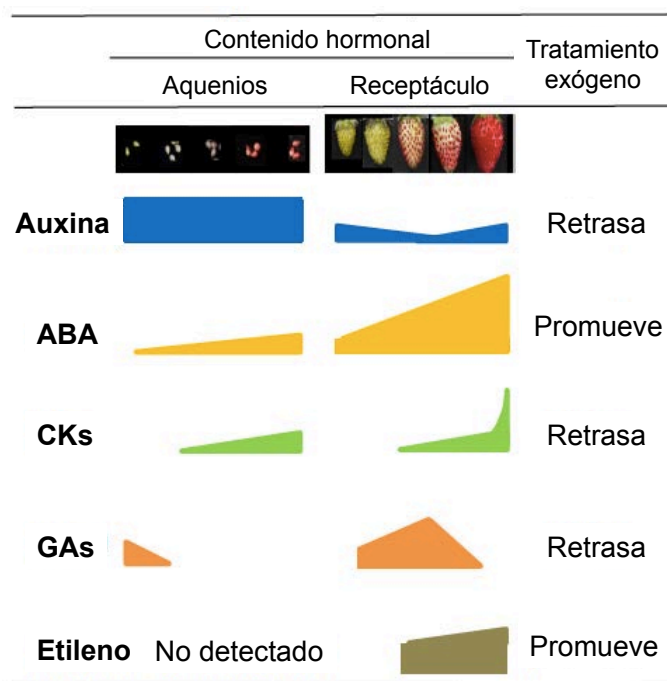 Contenido hormonal
Tratamiento
exógeno
Aquenios
Receptáculo
Auxina
Retrasa
ABA
Promueve
CKs
Retrasa
GAs
Retrasa
Etileno
No detectado
Promueve